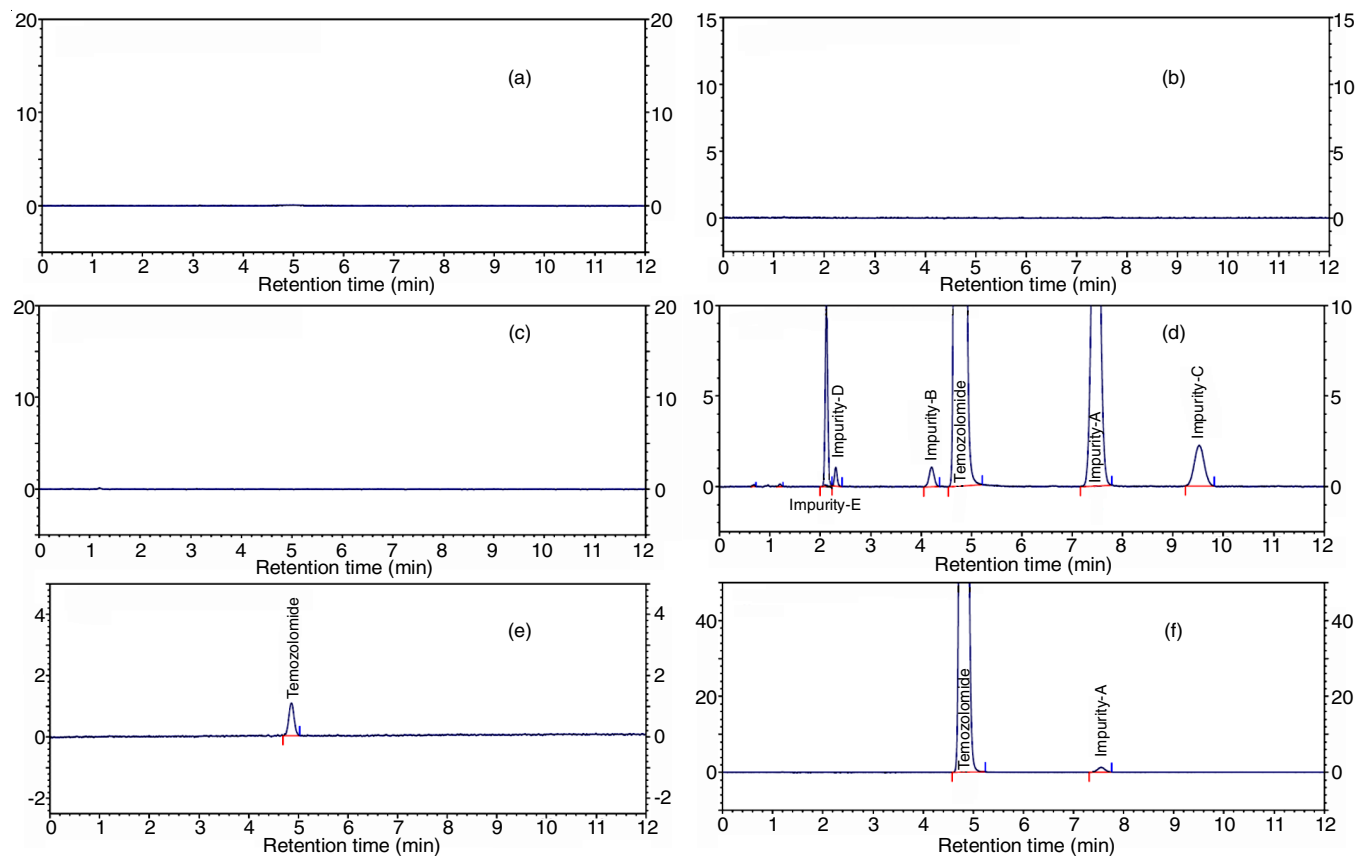 20
10
0
20
10
0
(a)
0 1 2 3 4 5 6 7 8 9 10 11 12
Retention time (min)
15
10
5
0
15
10
5
0
(b)
0 1 2 3 4 5 6 7 8 9 10 11 12
Retention time (min)
20
10
0
20
10
0
(c)
0 1 2 3 4 5 6 7 8 9 10 11 12
Retention time (min)
10
5
0
10
5
0
(d)
Impurity-E
Impurity-D
Impurity-B
Temozolomide
Impurity-A
Impurity-C
0 1 2 3 4 5 6 7 8 9 10 11 12
Retention time (min)
4
2
0
-2
4
2
0
-2
(e)
Temozolomide
0 1 2 3 4 5 6 7 8 9 10 11 12
Retention time (min)
40
20
0
40
20
0
(f)
Temozolomide
Impurity-A
0 1 2 3 4 5 6 7 8 9 10 11 12
Retention time (min)